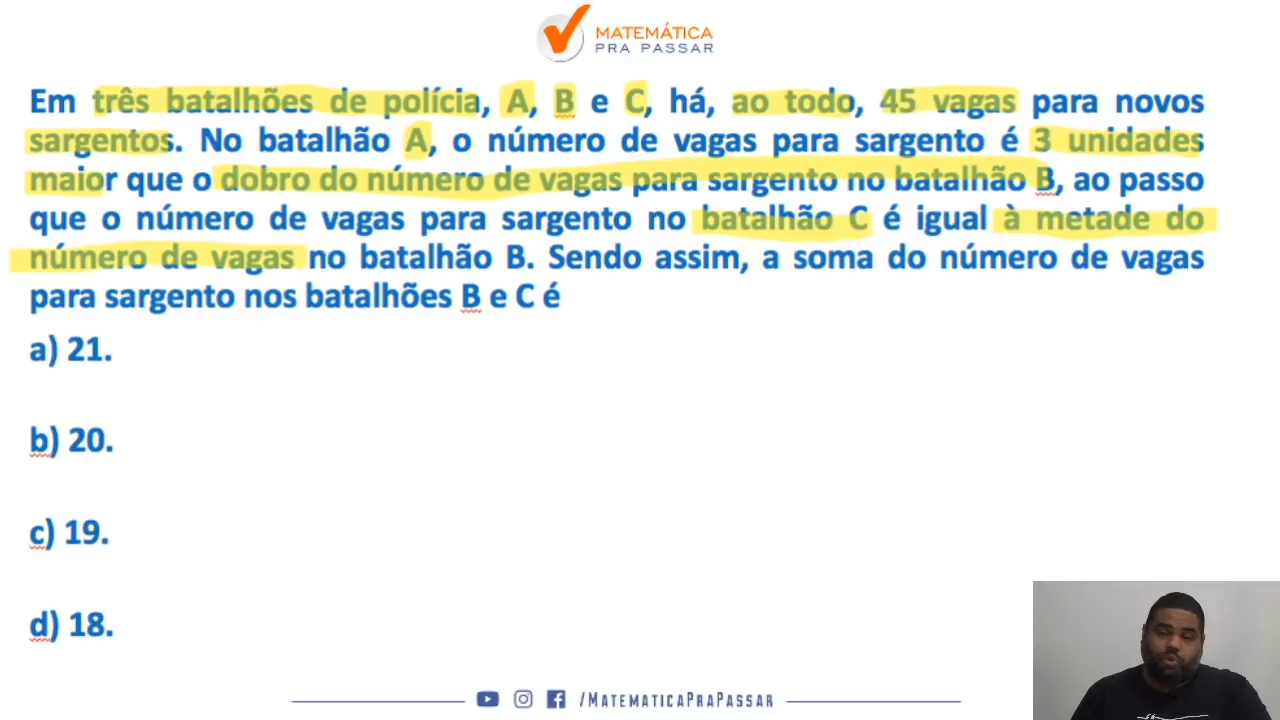 MATEMÁTICA
PRA PASSAR
Em três batalhões de polícia, A, B e C, há, ao todo, 45 vagas para novos
sargentos. No batalhão A, o número de vagas para sargento é 3 unidades
maior que o dobro do número de vagas para sargento no batalhão B, ao passo
que o número de vagas para sargento no batalhão C é igual à metade do
número de vagas no batalhão B. Sendo assim, a soma do número de vagas
para sargento nos batalhões B e C é
a) 21.
b) 20.
c) 19.
d) 18.
/MATEMATICAPRAPASSAR